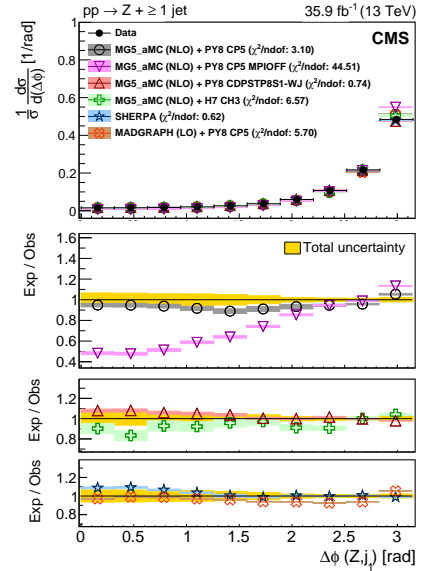 pp → Z + ≥ 1 jet 35.9 fb⁻¹ (13 TeV)
CMS
Data
MG5_aMC (NLO) + PY8 CP5 (χ²/ndof: 3.10)
MG5_aMC (NLO) + PY8 CP5 MPIOFF (χ²/ndof: 44.51)
MG5_aMC (NLO) + PY8 CDPSTP8S1-WJ (χ²/ndof: 0.74)
MG5_aMC (NLO) + H7 CH3 (χ²/ndof: 6.57)
SHERPA (χ²/ndof: 0.62)
MADGRAPH (LO) + PY8 CP5 (χ²/ndof: 5.70)
1/σ dσ/d(Δϕ) [1/rad]
1
0.8
0.6
0.4
0.2
0
Total uncertainty
Exp / Obs
1.6
1.4
1.2
1.0
0.8
0.6
0.4
Exp / Obs
1.2
1.0
0.8
Exp / Obs
1.2
1.0
0.8
0 0.5 1 1.5 2 2.5 3
Δϕ (Z,j₁) [rad]